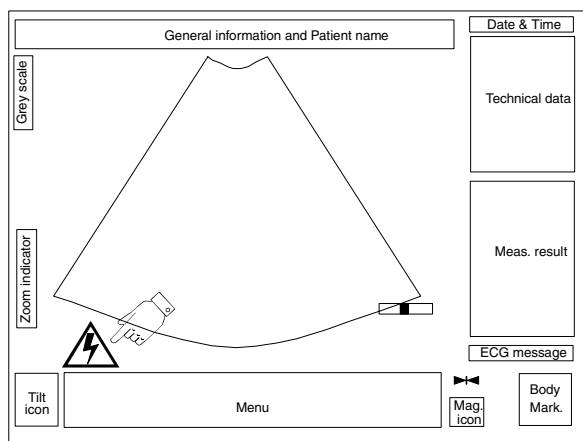 General information and Patient name
Date & Time
Grey scale
Technical data
Zoom indicator
Meas. result
ECG message
Tilt
icon
Menu
Mag.
icon
Body
Mark.